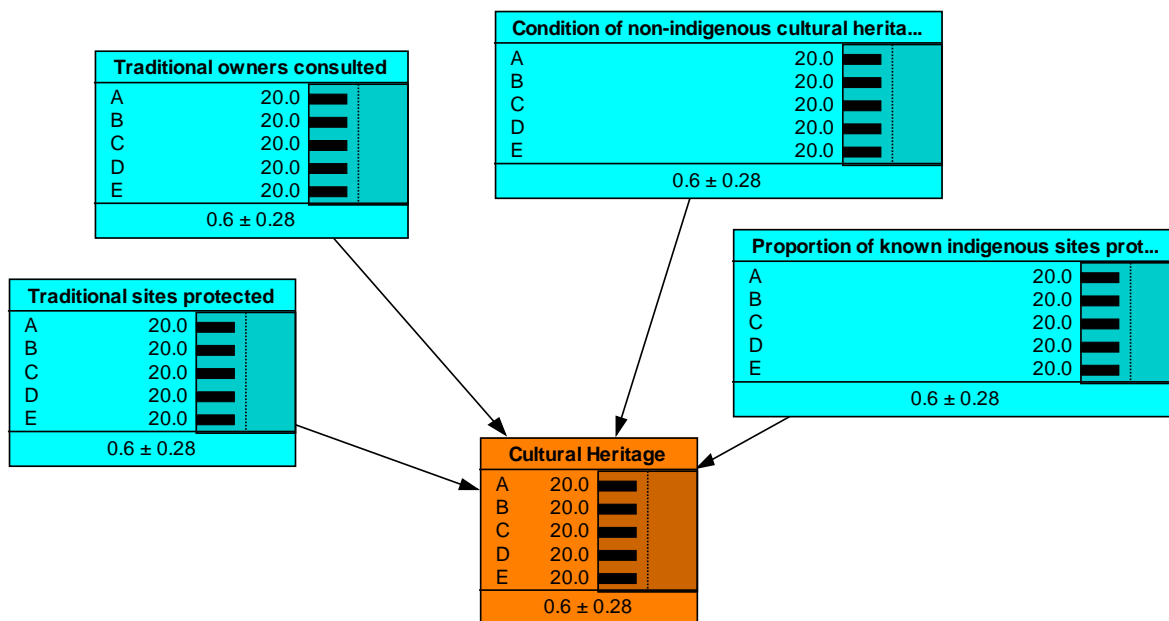 Condition of non-indigenous cultural herita...
A 20.0
B 20.0
C 20.0
D 20.0
E 20.0
0.6 ± 0.28
Traditional owners consulted
A 20.0
B 20.0
C 20.0
D 20.0
E 20.0
0.6 ± 0.28
Proportion of known indigenous sites prot...
A 20.0
B 20.0
C 20.0
D 20.0
E 20.0
0.6 ± 0.28
Traditional sites protected
A 20.0
B 20.0
C 20.0
D 20.0
E 20.0
0.6 ± 0.28
Cultural Heritage
A 20.0
B 20.0
C 20.0
D 20.0
E 20.0
0.6 ± 0.28